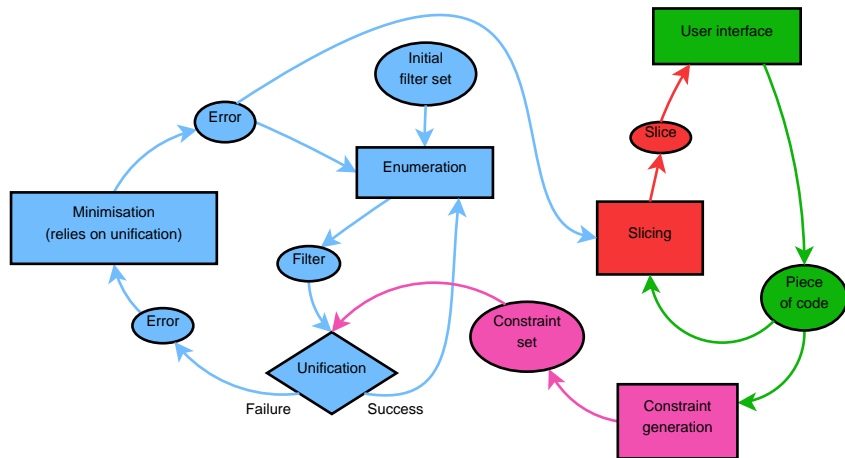 User interface
Initial
filter set
Error
Slice
Enumeration
Minimisation
(relies on unification)
Slicing
Filter
Piece
of code
Error
Constraint
set
Unification
Failure
Success
Constraint
generation